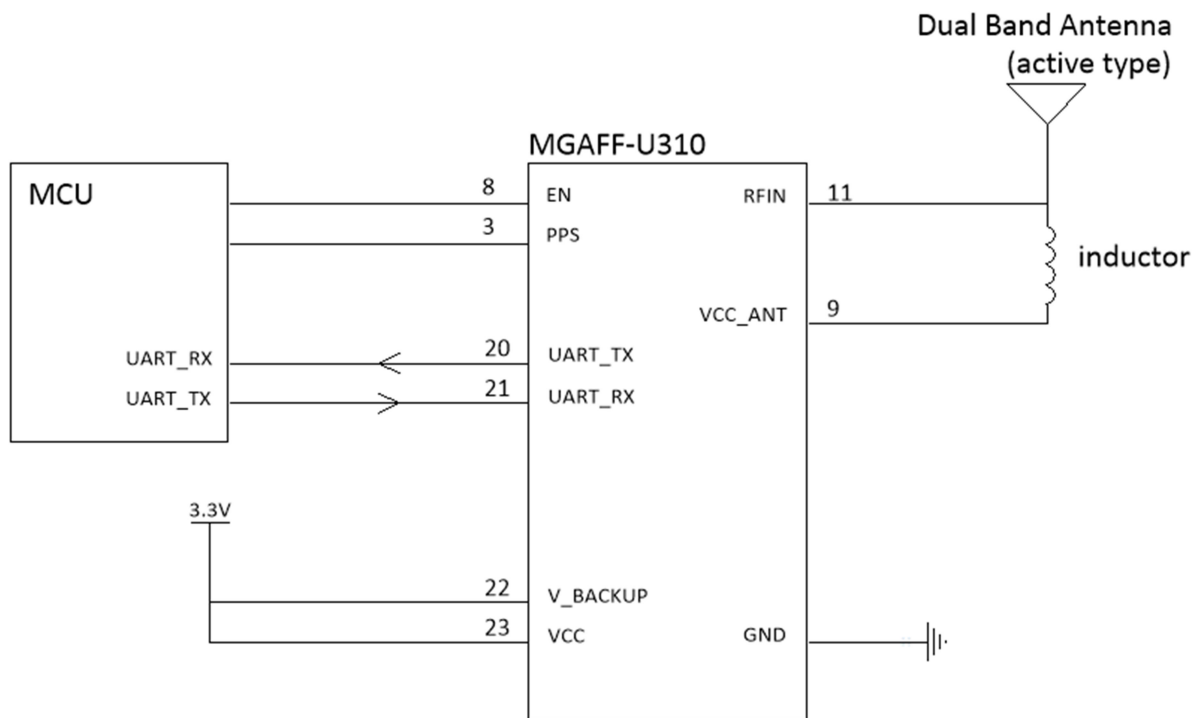 Dual Band Antenna
(active type)
MGAFF-U310
MCU
8
EN
RFIN
11
3
PPS
inductor
VCC_ANT
9
UART_RX
20
UART_TX
UART_TX
21
UART_RX
3.3V
22
V_BACKUP
23
VCC
GND